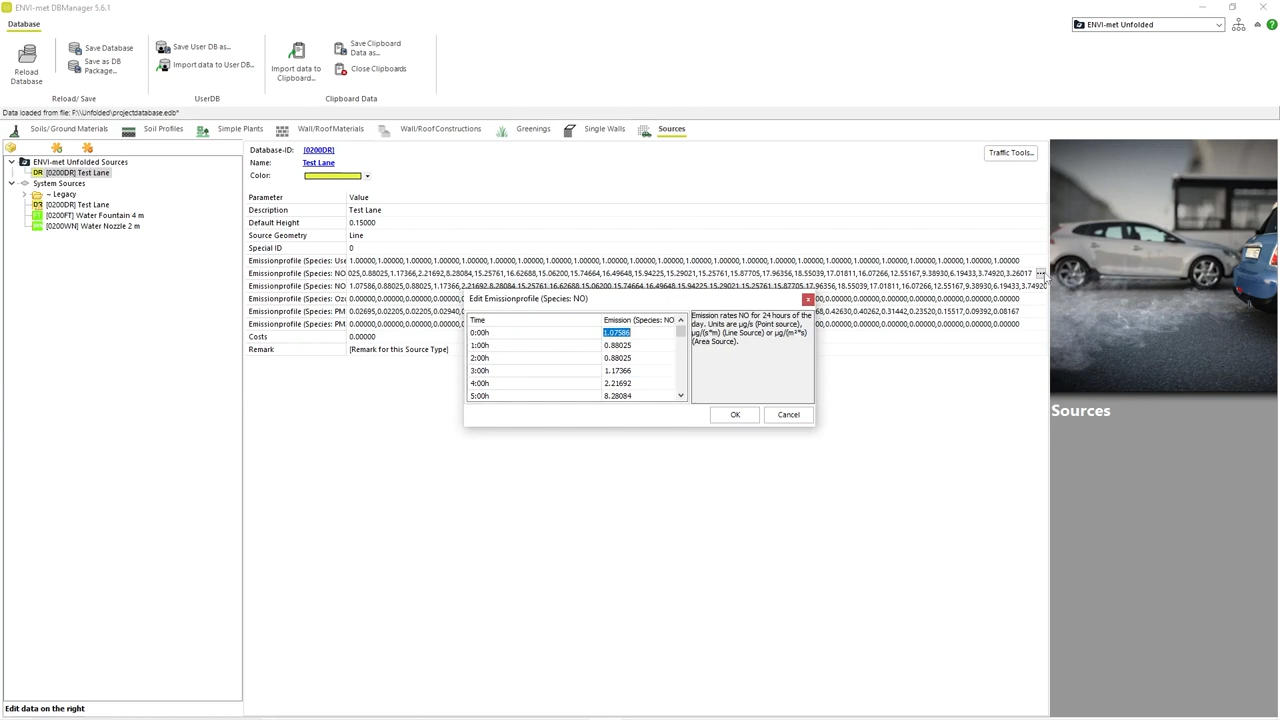 ENVI-met DBManager 5.6.1
Database
ENVI-met Unfolded
Reload
Database
Save Database
Save as DB
Package...
Reload/ Save
Save User DB as...
Import data to User DB...
UserDB
Import data to
Clipboard...
Save Clipboard
Data as...
Close Clipboards
Clipboard Data
Data loaded from file: F:\\Unfolded\projectdatabase.edb*
Soils/Ground Materials
Soil Profiles
Simple Plants
Wall/RoofMaterials
Wall/RoofConstructions
Greenings
Single Walls
Sources
ENVI-met Unfolded Sources
DR [0200DR] Test Lane
System Sources
~ Legacy
DR [0200DR] Test Lane
FT [0200FT] Water Fountain 4 m
WN [0200WN] Water Nozzle 2 m
Database-ID: [0200DR]
Name: Test Lane
Color:
Traffic Tools...
Parameter Value
Description Test Lane
Default Height 0.15000
Source Geometry Line
Special ID 0
Emissionprofile (Species: Use 1.00000,1.00000,1.00000,1.00000,1.00000,1.00000,1.00000,1.00000,1.00000,1.00000,1.00000,1.00000,1.00000,1.00000,1.00000,1.00000,1.00000,1.00000,1.00000,1.00000,1.00000,1.00000,1.00000,1.00000
Emissionprofile (Species: NO 025,0.88025,1.17366,2.21692,8.28084,15.25761,16.62688,15.06200,15.74664,16.49648,15.94225,15.29021,15.25761,15.87705,17.96356,18.55039,17.01811,16.07266,12.55167,9.38930,6.19433,3.74920,3.26017 ...
Emissionprofile (Species: NO 1.07586,0.88025,0.88025,1.17366,2.21692,8.28084,15.25761,16.62688,15.06200,15.74664,16.49648,15.94225,15.29021,15.25761,15.87705,17.96356,18.55039,17.01811,16.07266,12.55167,9.38930,6.19433,3.74920
Emissionprofile (Species: Ozo 0.00000,0.00000,0.00000,0.00000, 0.00000,0.00000,0.00000,0.00000,0.00000
Emissionprofile (Species: PM 0.02695,0.02205,0.02205,0.02940, 0.42630,0.40262,0.31442,0.23520,0.15517,0.09392,0.08167
Emissionprofile (Species: PM 0.00000,0.00000,0.00000,0.00000, 0.00000,0.00000,0.00000,0.00000,0.00000
Costs 0.00000
Remark [Remark for this Source Type]
Edit Emissionprofile (Species: NO)
Time Emission (Species: NO
0:00h 1.07586
1:00h 0.88025
2:00h 0.88025
3:00h 1.17366
4:00h 2.21692
5:00h 8.28084
Emission rates NO for 24 hours of the
day. Units are µg/s (Point source),
µg/(s*m) (Line Source) or µg/(m²*s)
(Area Source).
OK
Cancel
Sources
Edit data on the right